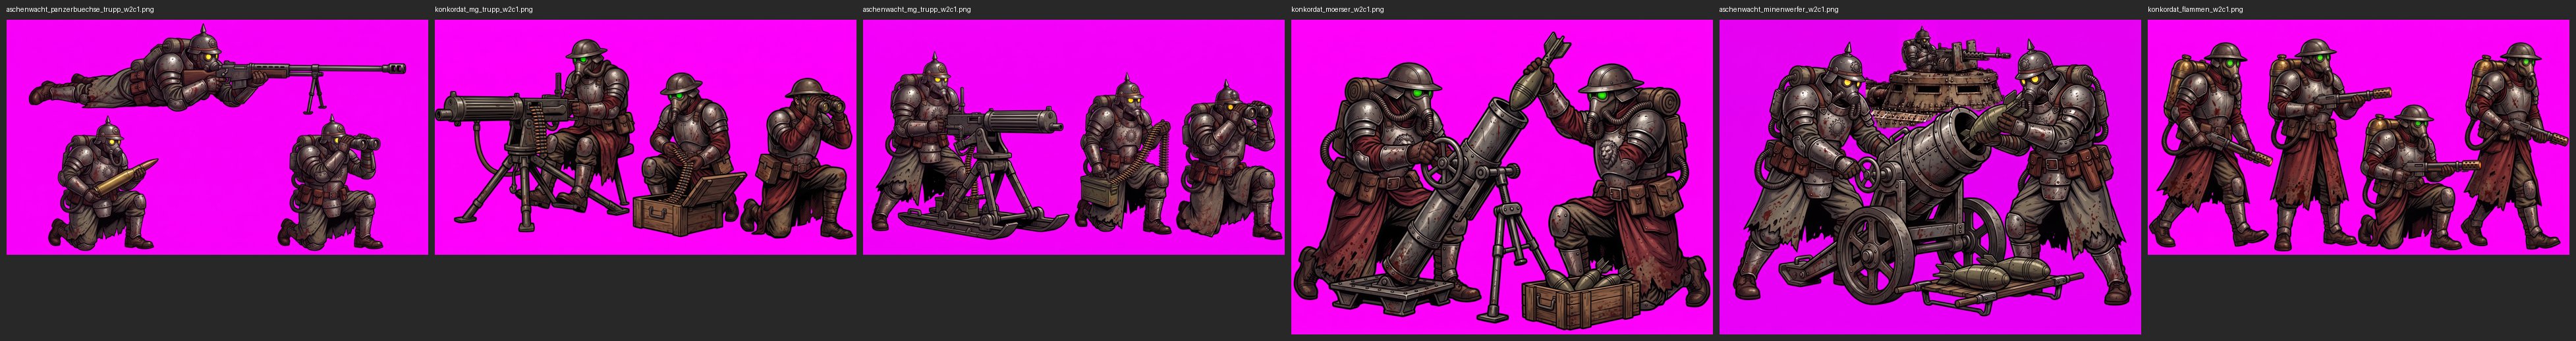 aschenwacht_panzerbuechse_trupp_w2c1.png
konkordat_mg_trupp_w2c1.png
aschenwacht_mg_trupp_w2c1.png
konkordat_moerser_w2c1.png
aschenwacht_minenwerfer_w2c1.png
konkordat_flammen_w2c1.png